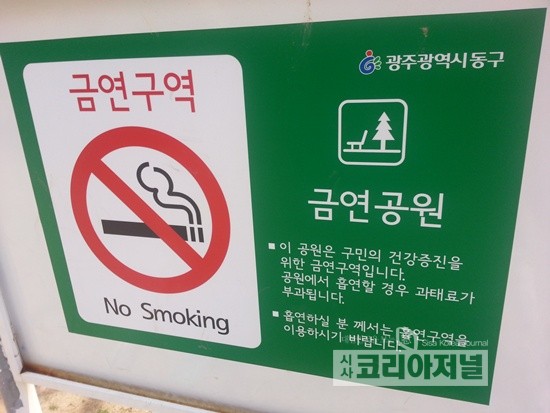 금연구역
No Smoking
광주광역시동구
금연공원
■ 이 공원은 구민의 건강증진을
위한 금연구역입니다.
공원에서 흡연할 경우 과태료가
부과됩니다.
■ 흡연하실 분 께서는 흡연구역을
이용하시기 바랍니다.
시사 코리아저널